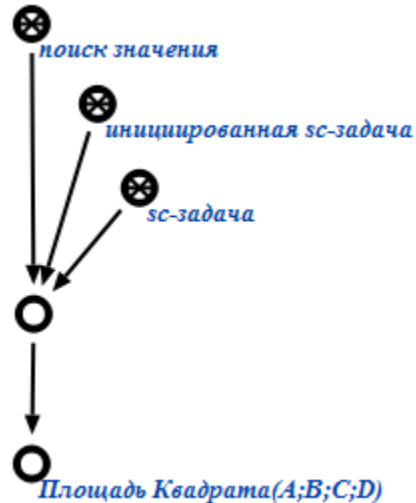 поиск значения
инициированная sc-задача
sc-задача
Площадь Квадрата(A;B;C;D)